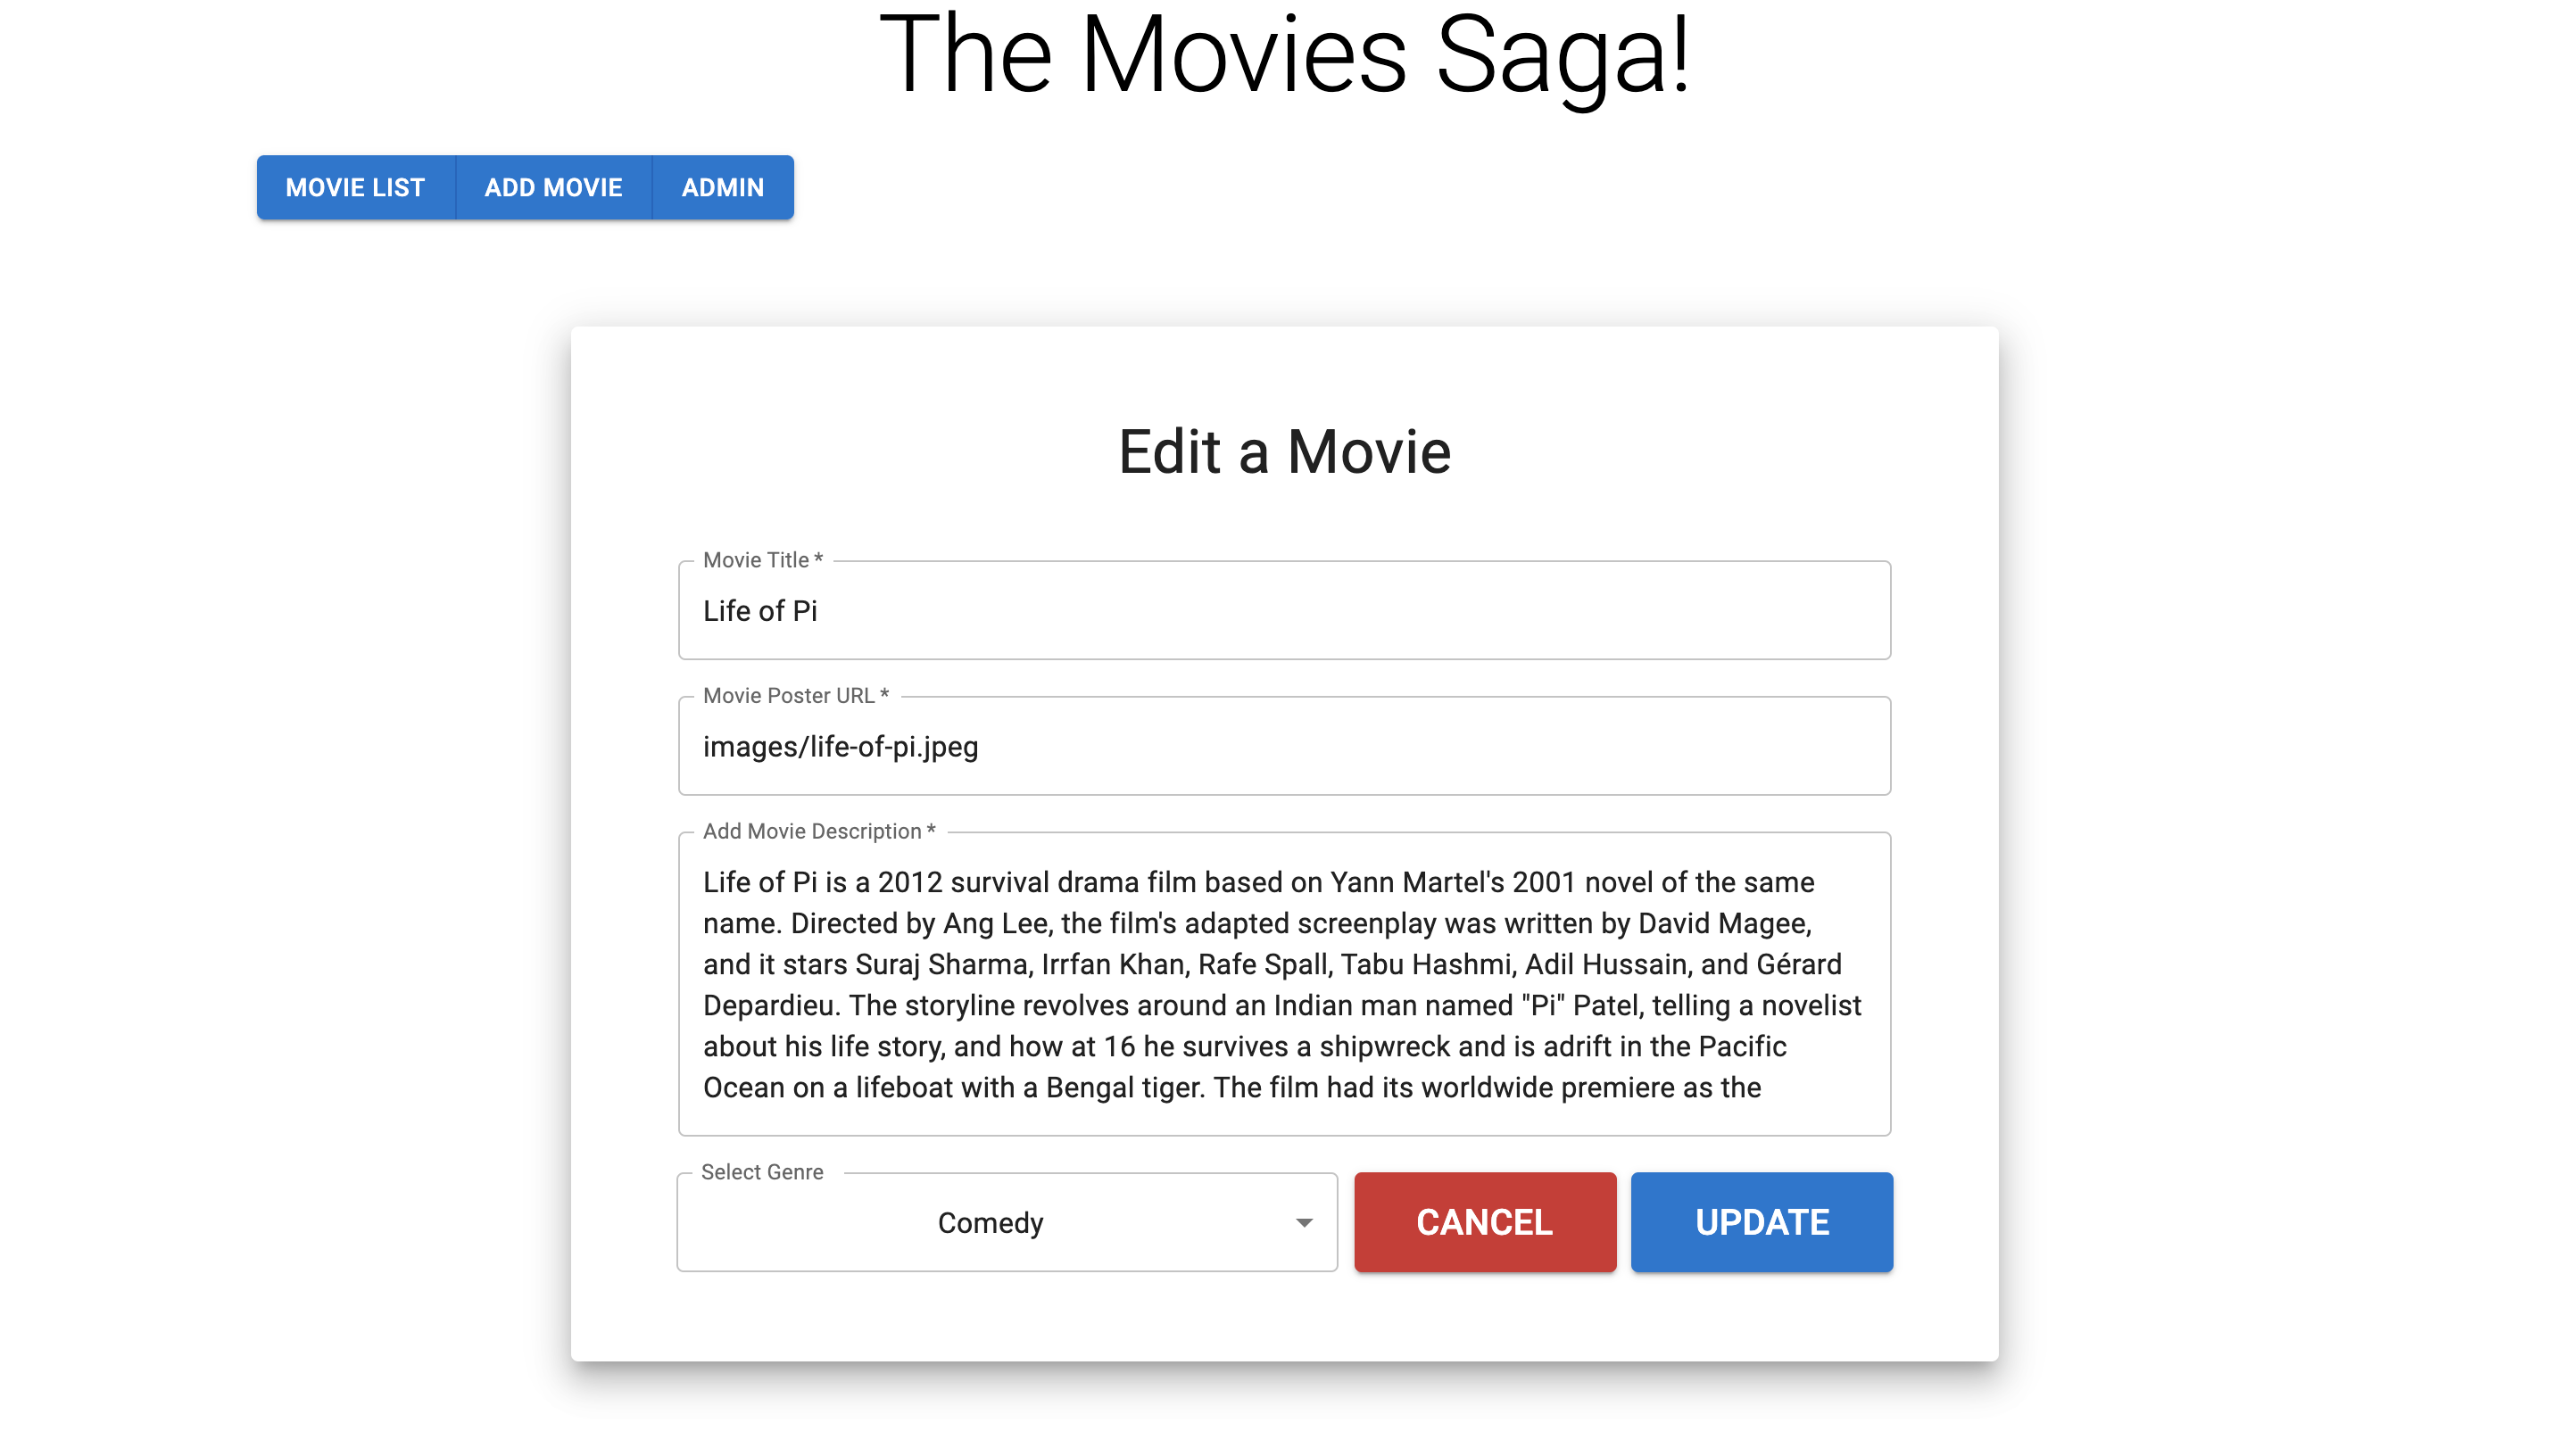 The Movies Saga!
MOVIE LIST ADD MOVIE ADMIN
Edit a Movie
Movie Title *
Life of Pi
Movie Poster URL *
images/life-of-pi.jpeg
Add Movie Description *
Life of Pi is a 2012 survival drama film based on Yann Martel's 2001 novel of the same
name. Directed by Ang Lee, the film's adapted screenplay was written by David Magee,
and it stars Suraj Sharma, Irrfan Khan, Rafe Spall, Tabu Hashmi, Adil Hussain, and Gérard
Depardieu. The storyline revolves around an Indian man named "Pi" Patel, telling a novelist
about his life story, and how at 16 he survives a shipwreck and is adrift in the Pacific
Ocean on a lifeboat with a Bengal tiger. The film had its worldwide premiere as the
Select Genre
Comedy CANCEL UPDATE